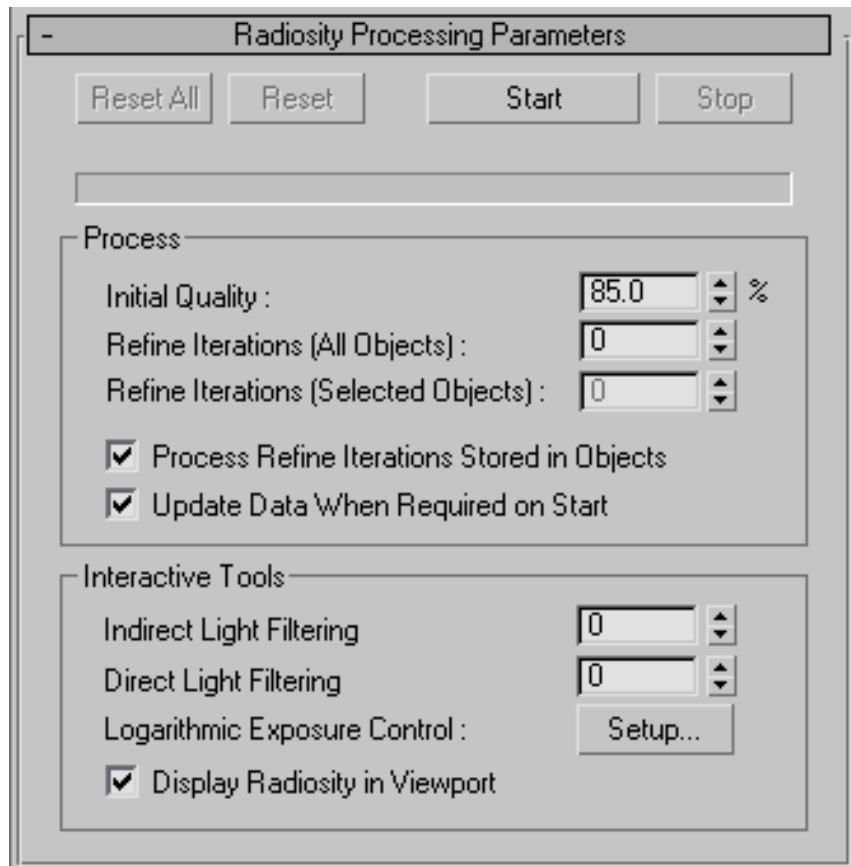 - Radiosity Processing Parameters
Reset All Reset Start Stop
Process
Initial Quality : 85.0 %
Refine Iterations (All Objects) : 0
Refine Iterations (Selected Objects) : 0
Process Refine Iterations Stored in Objects
Update Data When Required on Start
Interactive Tools
Indirect Light Filtering 0
Direct Light Filtering 0
Logarithmic Exposure Control : Setup...
Display Radiosity in Viewport